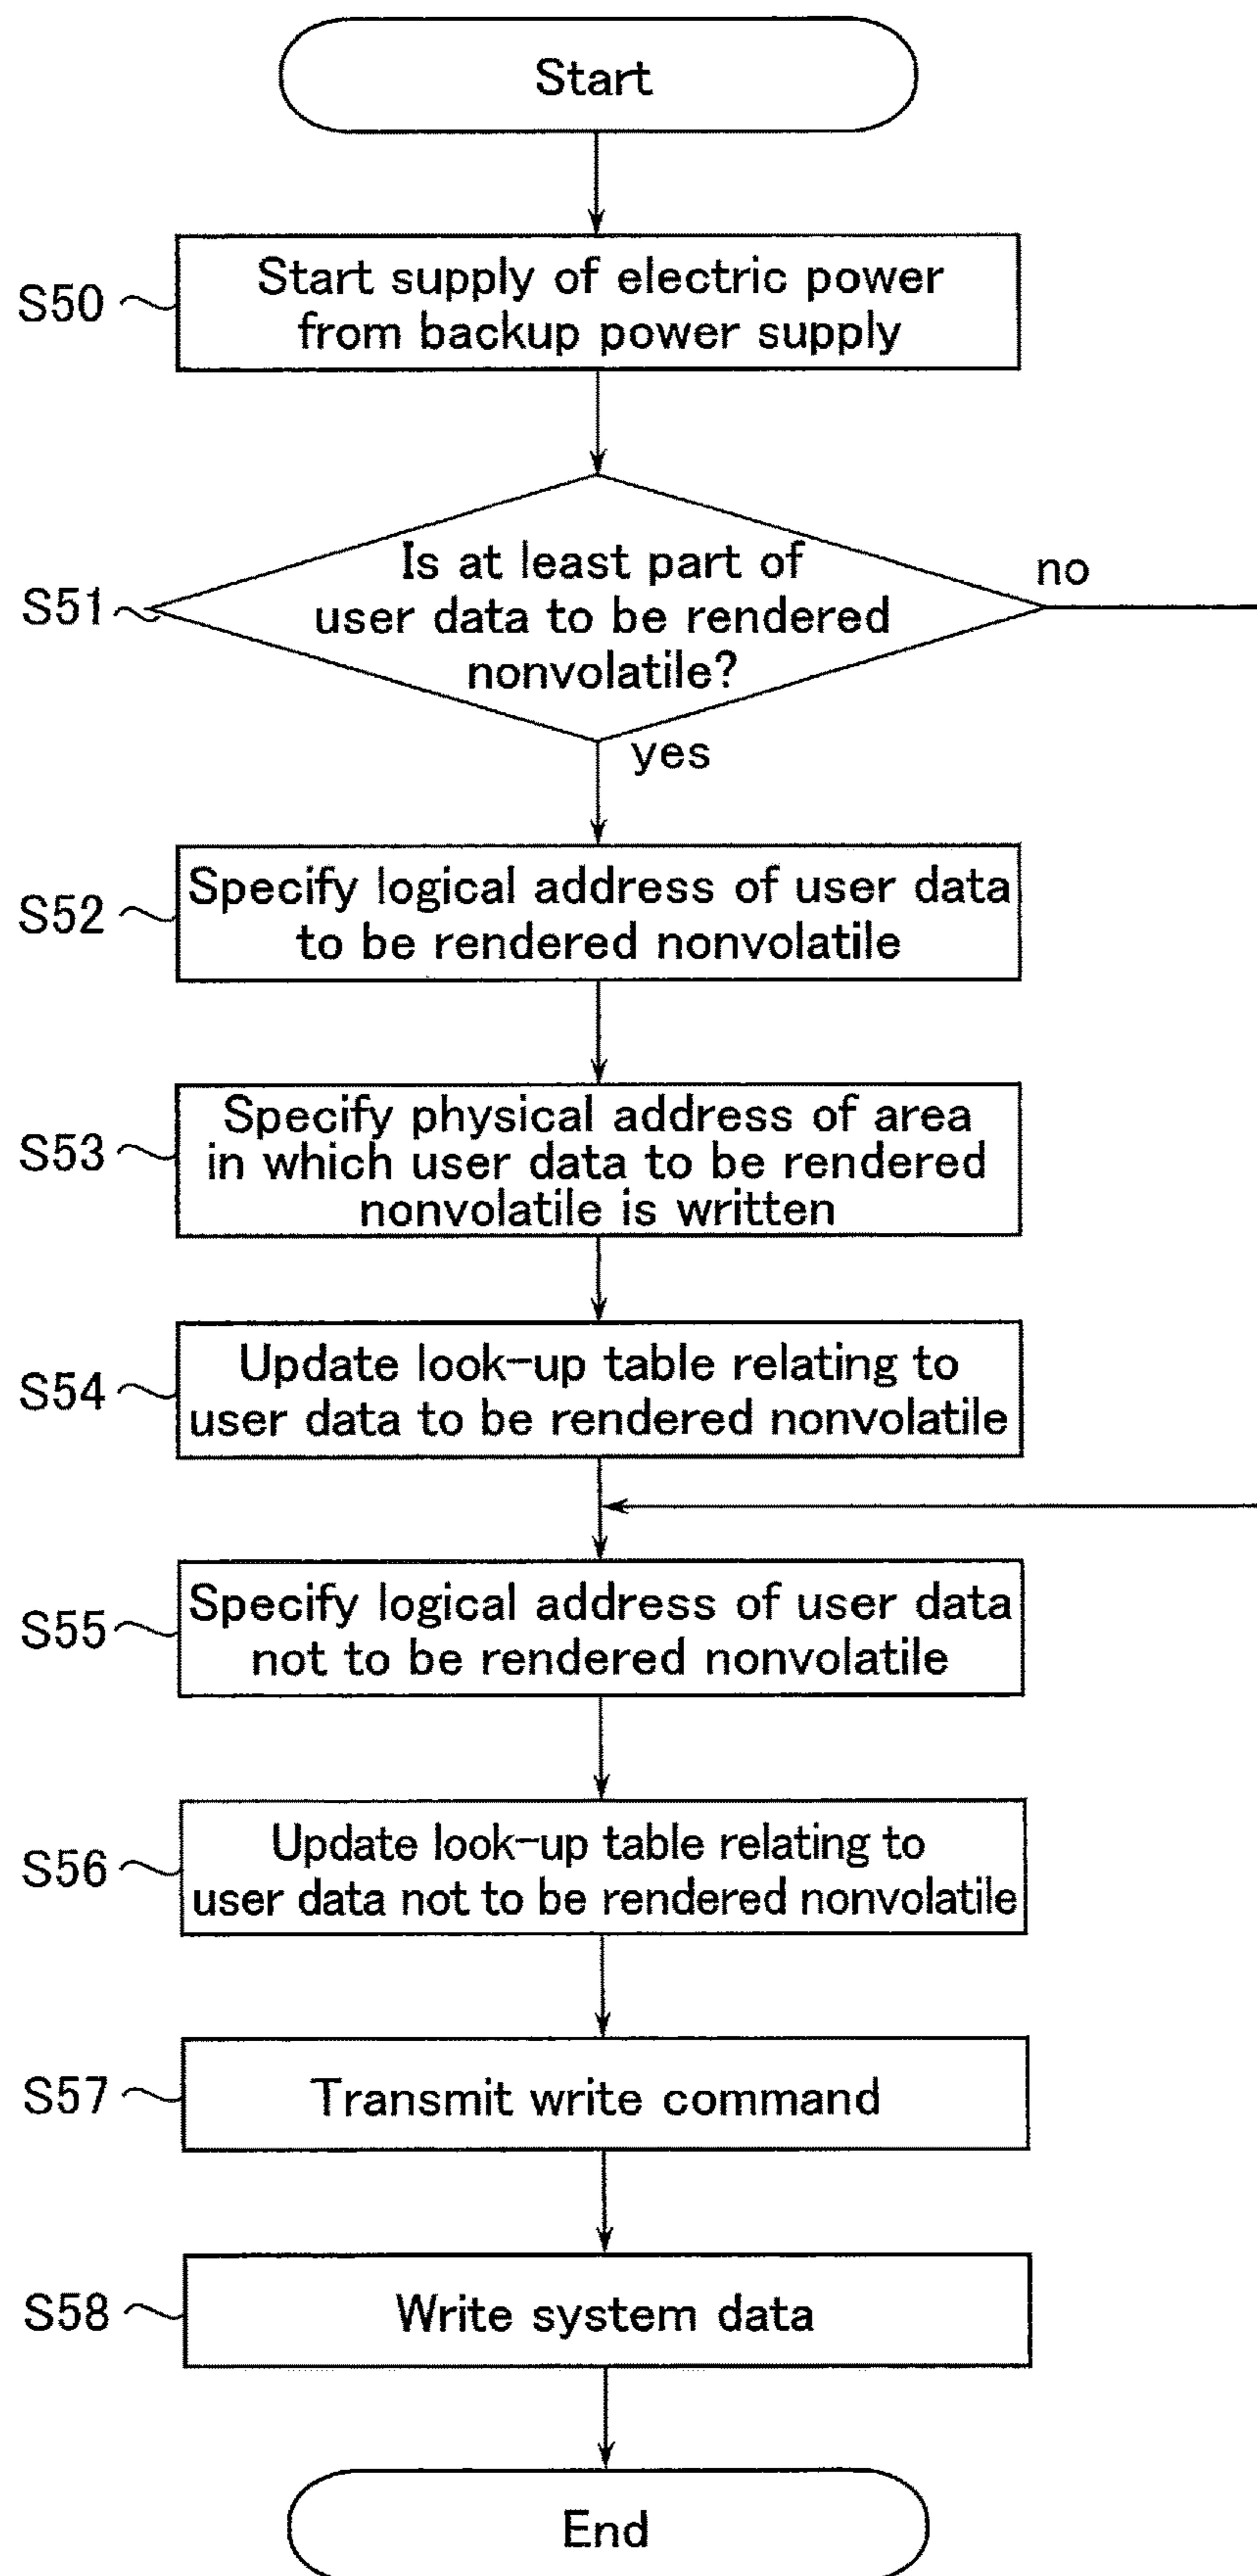 Start
S50
Start supply of electric power
from backup power supply
S51
Is at least part of
user data to be rendered
nonvolatile?
no
yes
S52
Specify logical address of user data
to be rendered nonvolatile
S53
Specify physical address of area
in which user data to be rendered
nonvolatile is written
S54
Update look-up table relating to
user data to be rendered nonvolatile
S55
Specify logical address of user data
not to be rendered nonvolatile
S56
Update look-up table relating to
user data not to be rendered nonvolatile
S57
Transmit write command
S58
Write system data
End